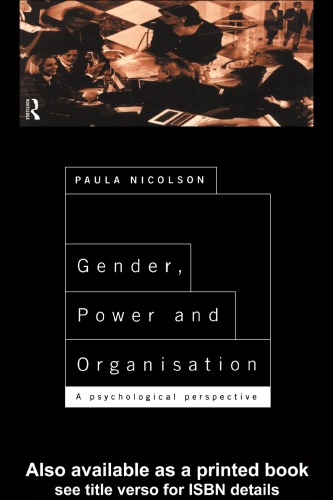 PAULA NICOLSON
Gender,
Power and
Organisation
A psychological perspective
Also available as a printed book
see title verso for ISBN details